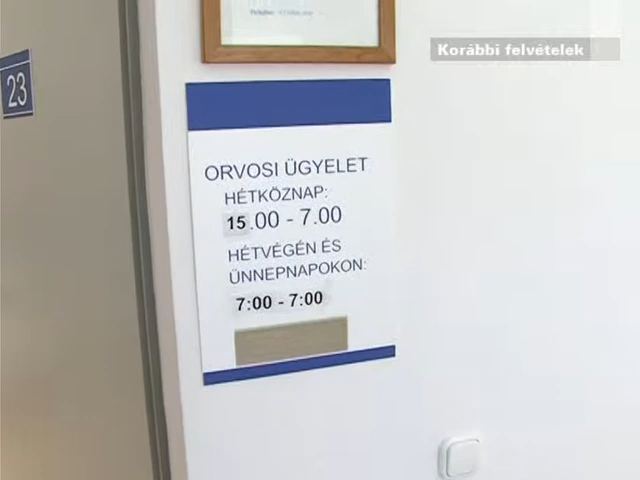 Korábbi felvételek
23
ORVOSI ÜGYELET
HÉTKÖZNAP:
15.00 - 7.00
HÉTVÉGÉN ÉS
ÜNNEPNAPOKON:
7:00 - 7:00